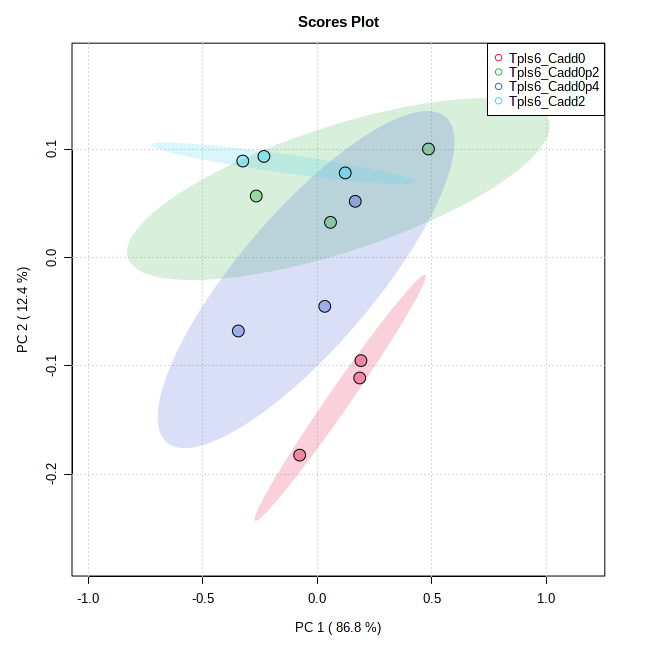 Scores Plot
Tpls6_Cadd0
Tpls6_Cadd0p2
Tpls6_Cadd0p4
Tpls6_Cadd2
0.1
0.0
-0.1
-0.2
PC 2 ( 12.4 %)
-1.0 -0.5 0.0 0.5 1.0
PC 1 ( 86.8 %)